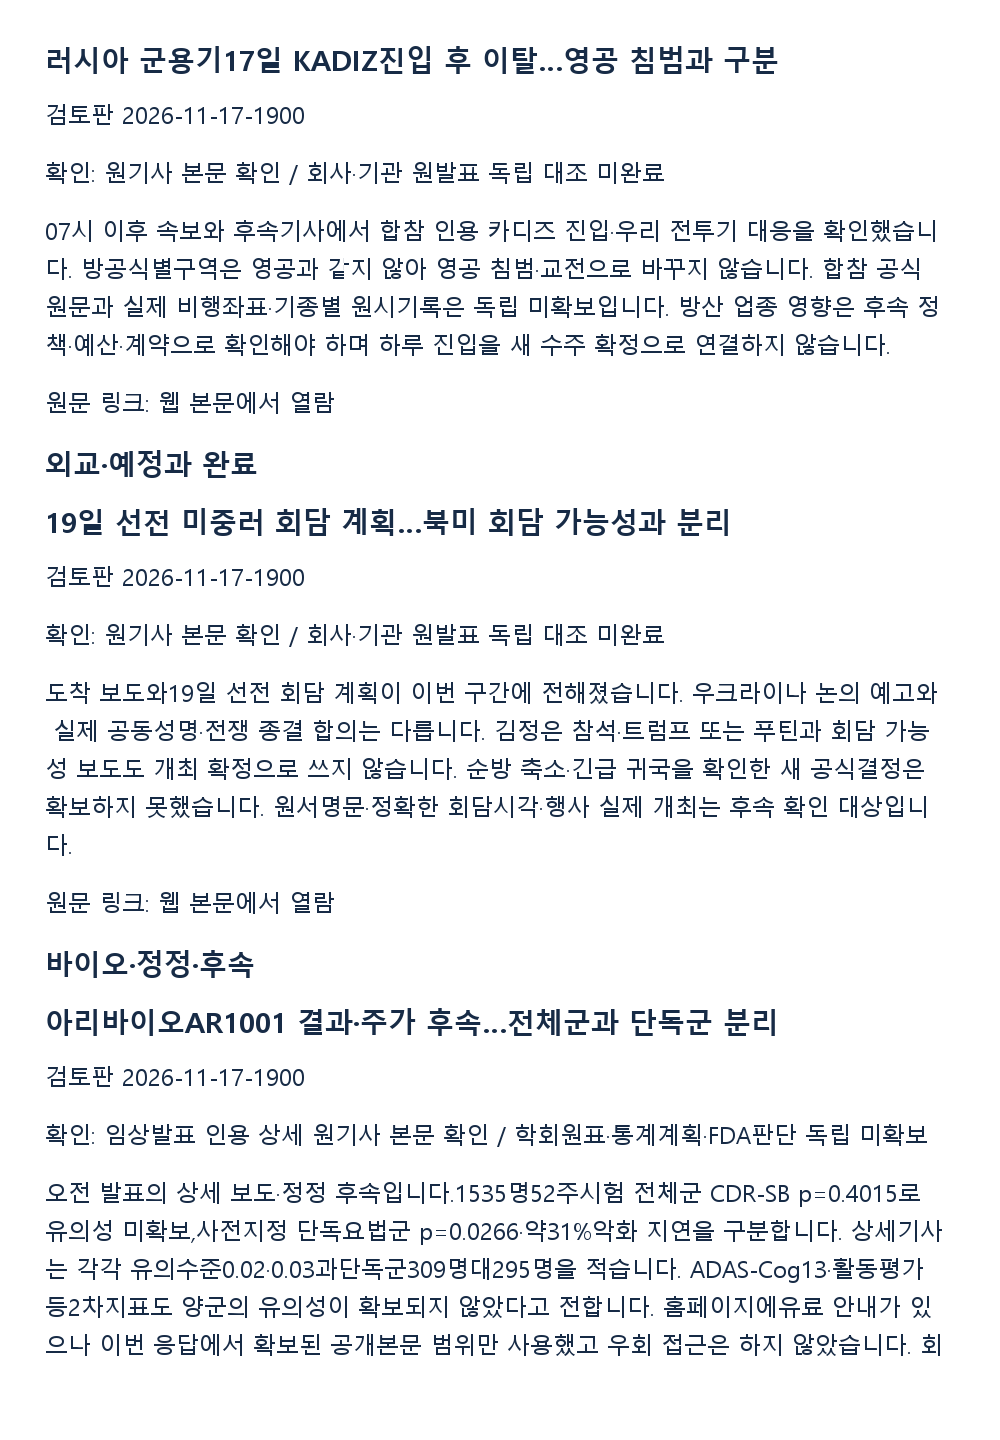 러시아 군용기17일 KADIZ진입 후 이탈…영공 침범과 구분
검토판 2026-11-17-1900
확인: 원기사 본문 확인 / 회사·기관 원발표 독립 대조 미완료
07시 이후 속보와 후속기사에서 합참 인용 카디즈 진입·우리 전투기 대응을 확인했습니
다. 방공식별구역은 영공과 같지 않아 영공 침범·교전으로 바꾸지 않습니다. 합참 공식
원문과 실제 비행좌표·기종별 원시기록은 독립 미확보입니다. 방산 업종 영향은 후속 정
책·예산·계약으로 확인해야 하며 하루 진입을 새 수주 확정으로 연결하지 않습니다.
원문 링크: 웹 본문에서 열람
외교·예정과 완료
19일 선전 미중러 회담 계획…북미 회담 가능성과 분리
검토판 2026-11-17-1900
확인: 원기사 본문 확인 / 회사·기관 원발표 독립 대조 미완료
도착 보도와19일 선전 회담 계획이 이번 구간에 전해졌습니다. 우크라이나 논의 예고와
실제 공동성명·전쟁 종결 합의는 다릅니다. 김정은 참석·트럼프 또는 푸틴과 회담 가능
성 보도도 개최 확정으로 쓰지 않습니다. 순방 축소·긴급 귀국을 확인한 새 공식결정은
확보하지 못했습니다. 원서명문·정확한 회담시각·행사 실제 개최는 후속 확인 대상입니
다.
원문 링크: 웹 본문에서 열람
바이오·정정·후속
아리바이오AR1001 결과·주가 후속…전체군과 단독군 분리
검토판 2026-11-17-1900
확인: 임상발표 인용 상세 원기사 본문 확인 / 학회원표·통계계획·FDA판단 독립 미확보
오전 발표의 상세 보도·정정 후속입니다.1535명52주시험 전체군 CDR-SB p=0.4015로
유의성 미확보,사전지정 단독요법군 p=0.0266·약31%악화 지연을 구분합니다. 상세기사
는 각각 유의수준0.02·0.03과단독군309명대295명을 적습니다. ADAS-Cog13·활동평가
등2차지표도 양군의 유의성이 확보되지 않았다고 전합니다. 홈페이지에유료 안내가 있
으나 이번 응답에서 확보된 공개본문 범위만 사용했고 우회 접근은 하지 않았습니다. 회